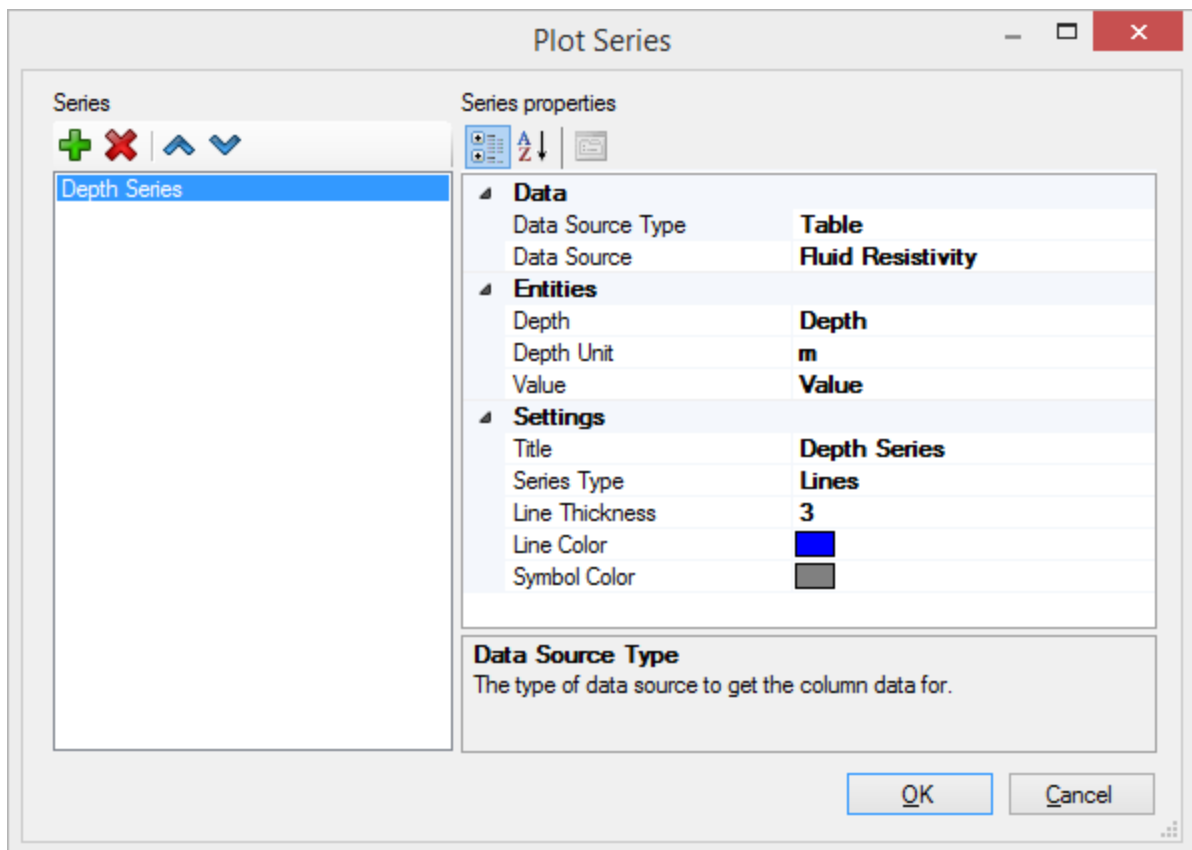 Plot Series
Series
Series properties
Depth Series
Data
Data Source Type Table
Data Source Fluid Resistivity
Entities
Depth Depth
Depth Unit m
Value Value
Settings
Title Depth Series
Series Type Lines
Line Thickness 3
Line Color
Symbol Color
Data Source Type
The type of data source to get the column data for.
OK Cancel